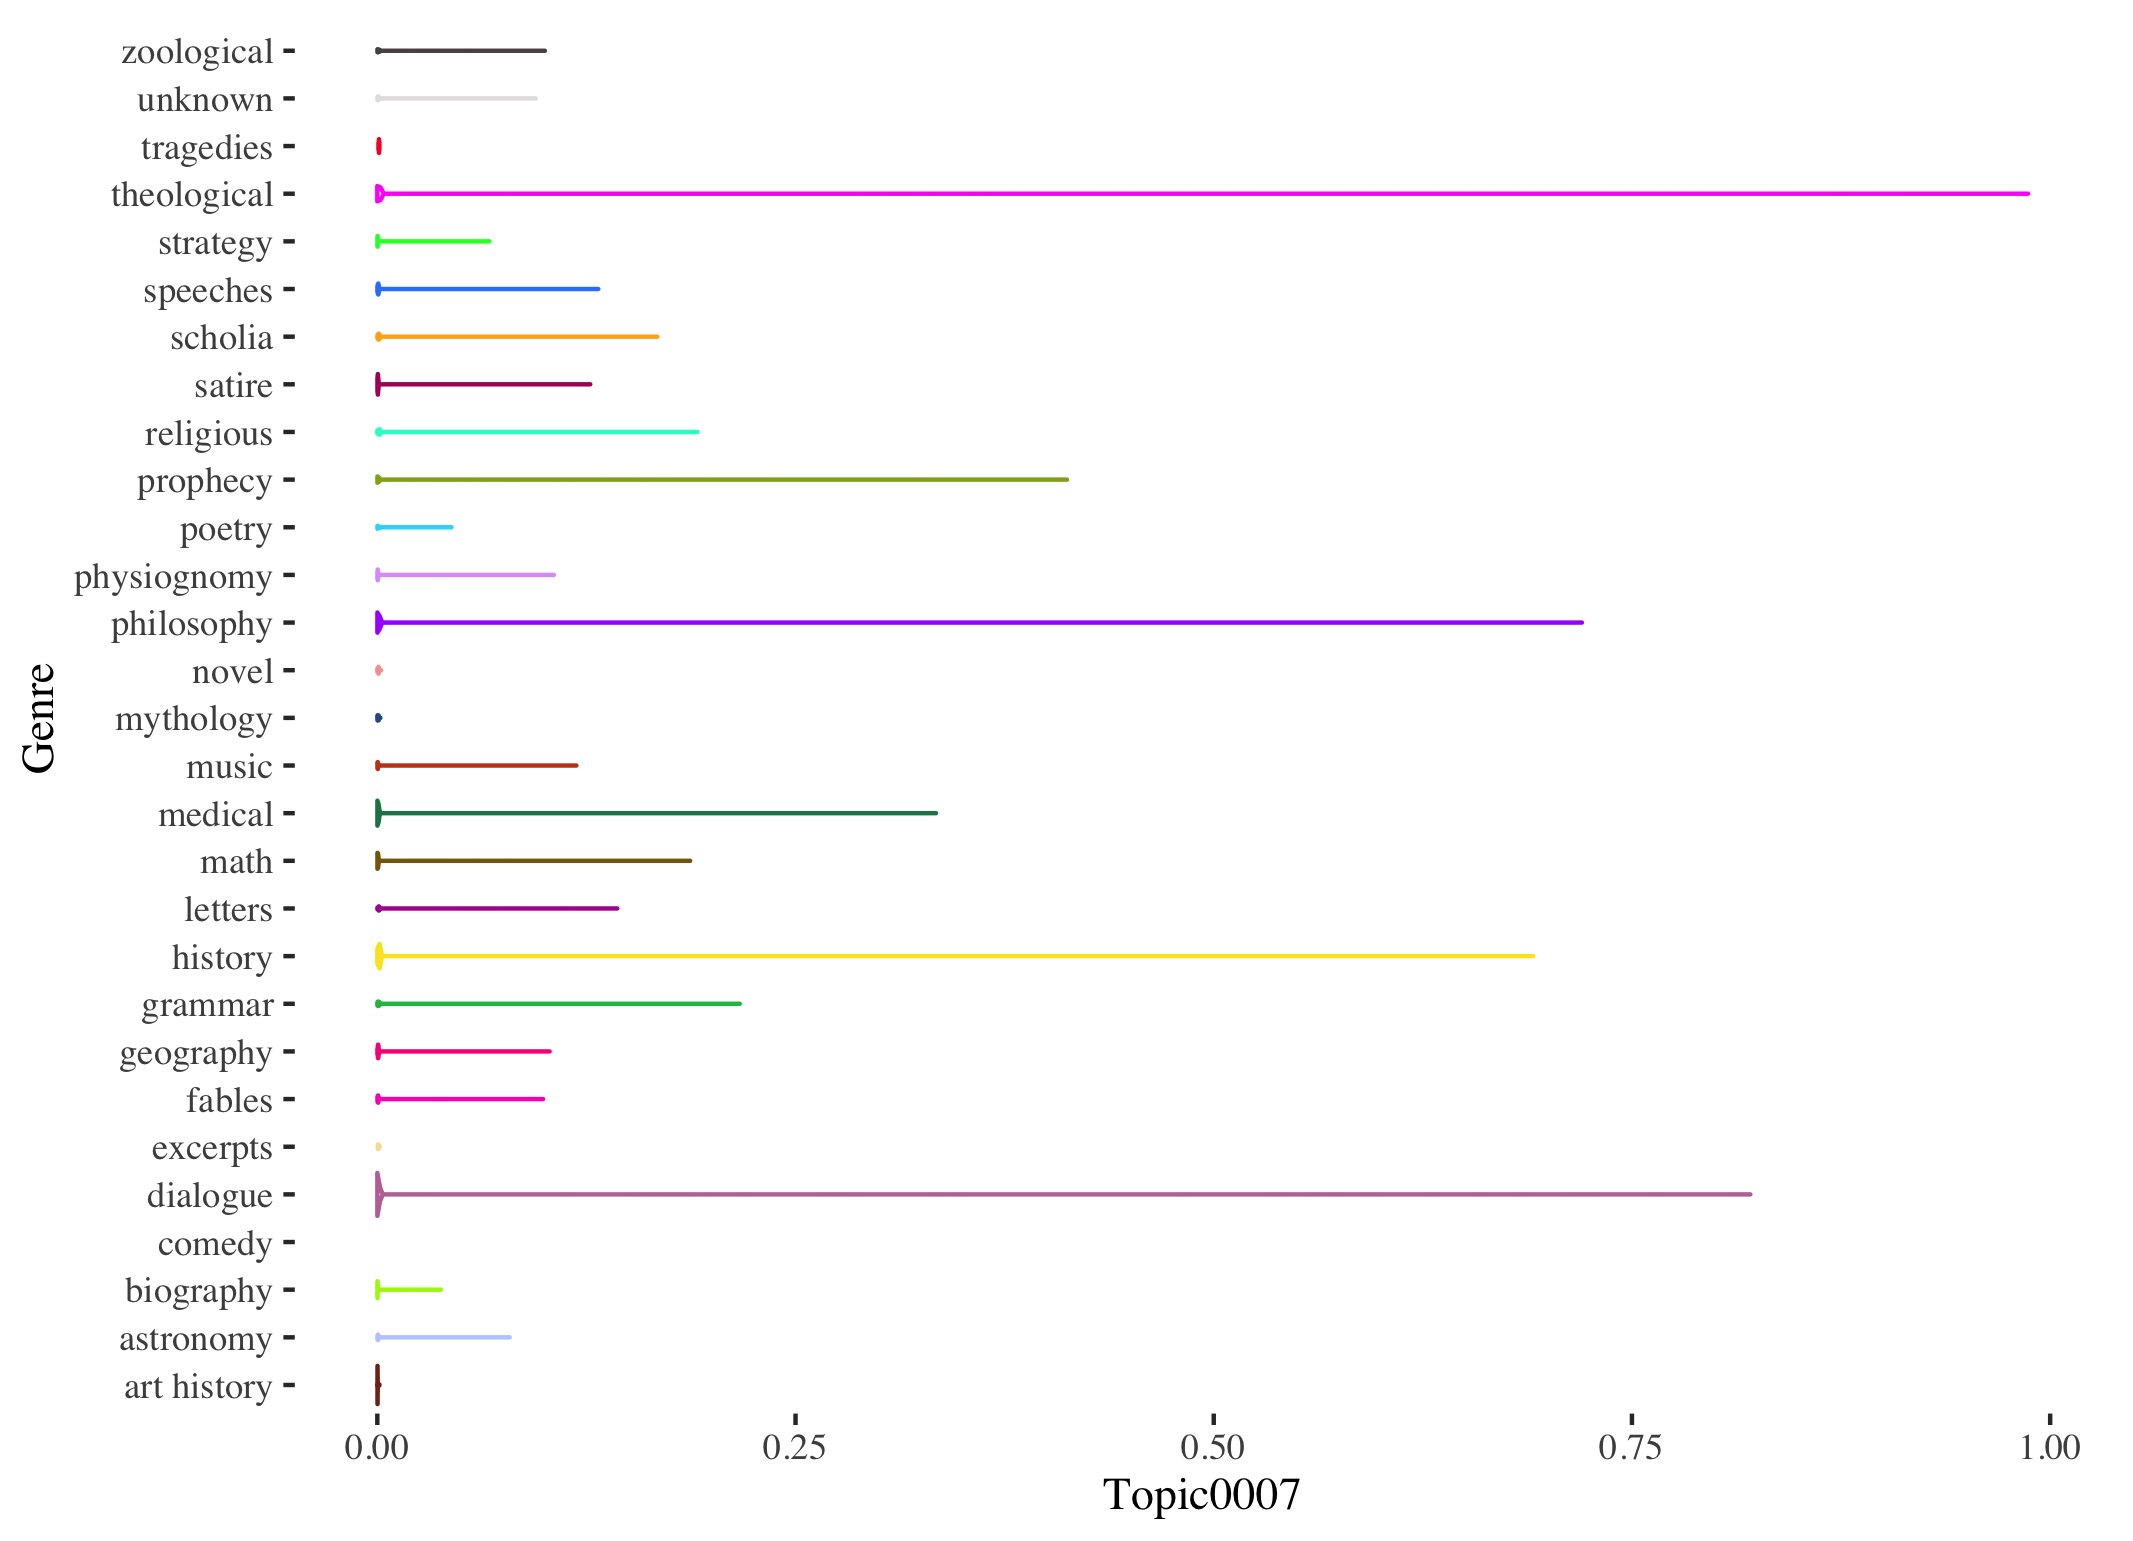 zoological
unknown
tragedies
theological
strategy
speeches
scholia
satire
religious
prophecy
poetry
physiognomy
philosophy
novel
mythology
music
medical
math
letters
history
grammar
geography
fables
excerpts
dialogue
comedy
biography
astronomy
art history
Genre
0.00 0.25 0.50 0.75 1.00
Topic0007